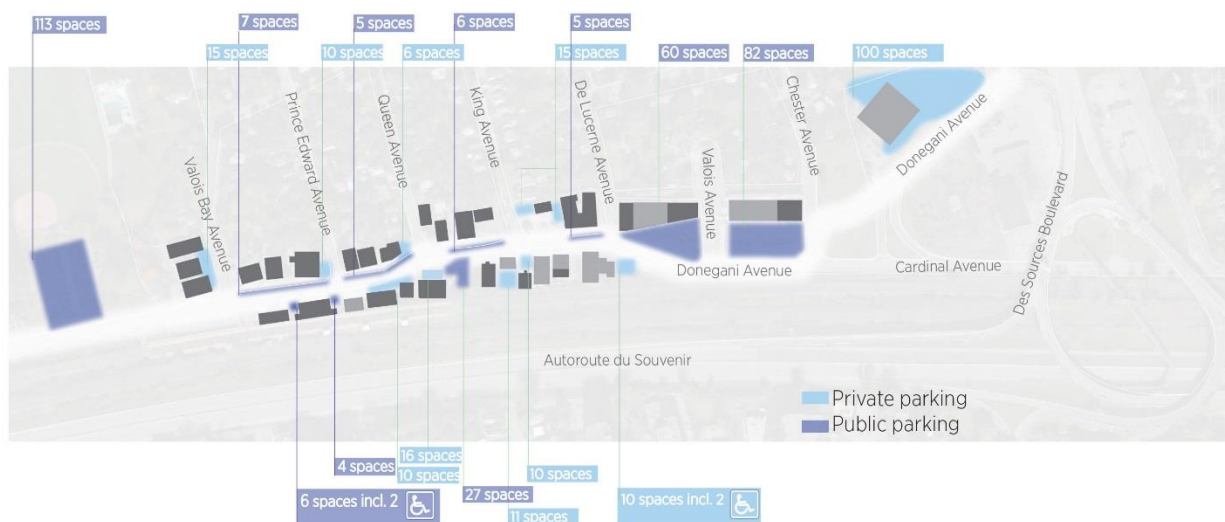 113 spaces
7 spaces
5 spaces
6 spaces
5 spaces
15 spaces
10 spaces
6 spaces
15 spaces
60 spaces
82 spaces
100 spaces
Valois Bay Avenue
Prince Edward Avenue
Queen Avenue
King Avenue
De Lucerne Avenue
Valois Avenue
Chester Avenue
Donegani Avenue
Des Sources Boulevard
Donegani Avenue
Cardinal Avenue
Autoroute du Souvenir
Private parking
Public parking
4 spaces
16 spaces
10 spaces
10 spaces
6 spaces incl. 2
27 spaces
11 spaces
10 spaces incl. 2